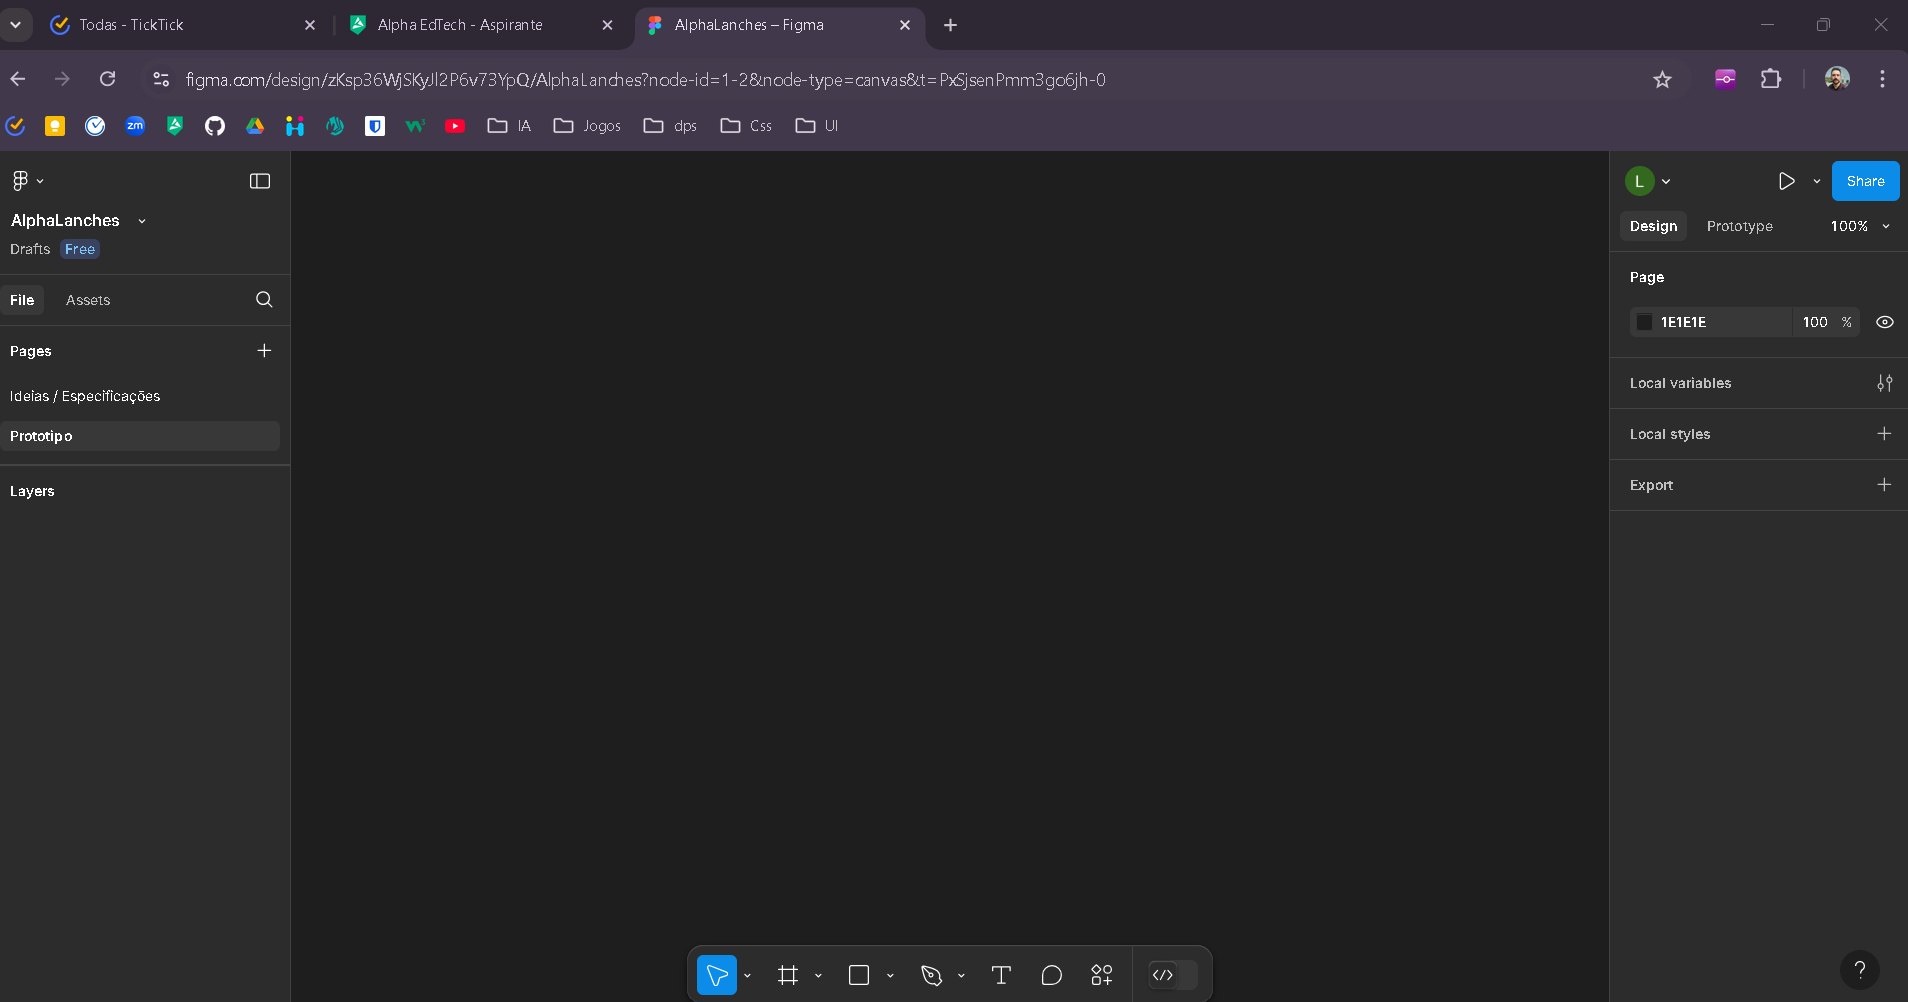 Todas - TickTick
Alpha EdTech - Aspirante
AlphaLanches – Figma
figma.com/design/zKsp36WjSKyJl2P6v73YpQ/AlphaLanches?node-id=1-2&node-type=canvas&t=PxSjsenPmm3go6jh-0
zm
IA
Jogos
dps
Css
UI
AlphaLanches
Drafts
Free
File
Assets
Pages
Ideias / Especificações
Prototipo
Layers
L
Share
Design
Prototype
100%
Page
1E1E1E
100
%
Local variables
Local styles
Export
?